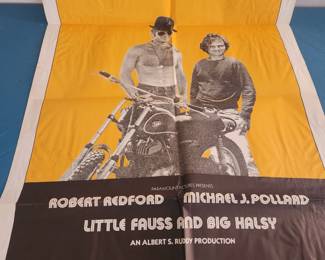 PARAMOUNT PICTURES PRESENTS
ROBERT REDFORD MICHAEL J. POLLARD
LITTLE FAUSS AND BIG HALSY
AN ALBERT S. RUDDY PRODUCTION